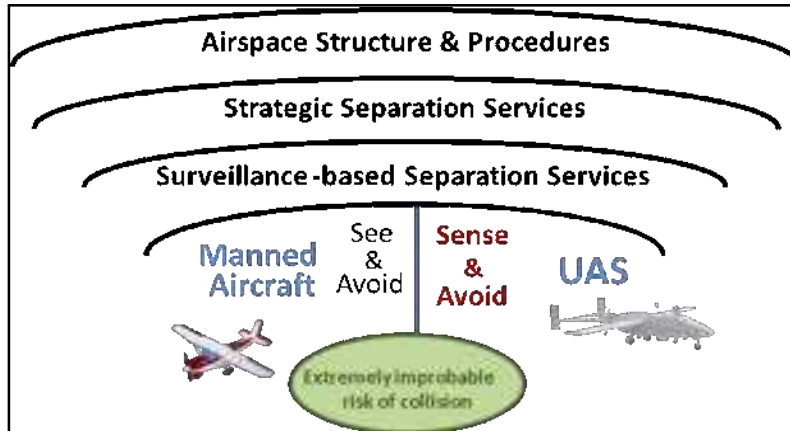 Airspace Structure & Procedures
Strategic Separation Services
Surveillance-based Separation Services
Manned
Aircraft
See
&
Avoid
Sense
&
Avoid
UAS
Extremely improbable
risk of collision